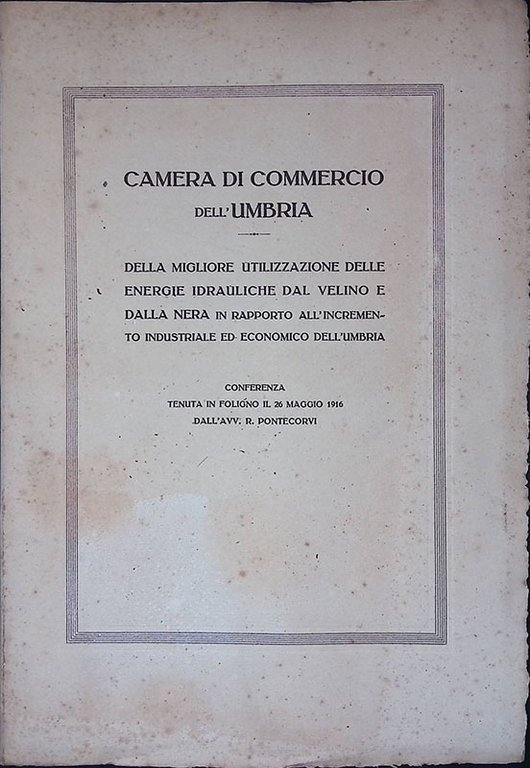 CAMERA DI COMMERCIO
DELL'UMBRIA
DELLA MIGLIORE UTILIZZAZIONE DELLE
ENERGIE IDRAULICHE DAL VELINO E
DALLA NERA IN RAPPORTO ALL'INCREMEN-
TO INDUSTRIALE ED ECONOMICO DELL'UMBRIA
CONFERENZA
TENUTA IN FOLIGNO IL 26 MAGGIO 1916
DALL'AVV. R. PONTECORVI